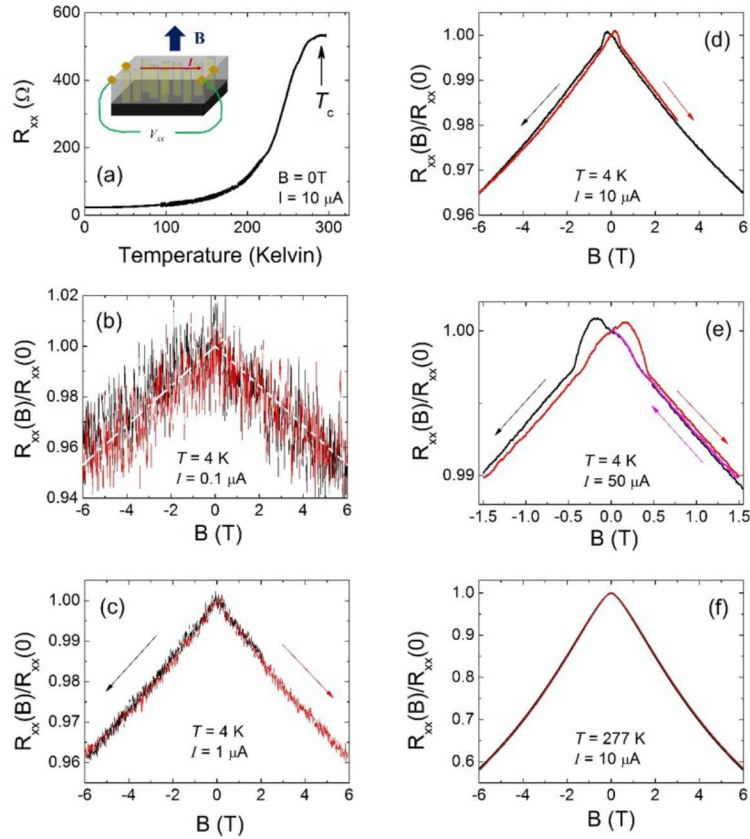 600
400
200
0
R_xx (Ω)
B
I
V_xx
T_c
(a)
B = 0T
I = 10 μA
0 100 200 300
Temperature (Kelvin)
1.02
1.00
0.98
0.96
0.94
R_xx(B)/R_xx(0)
(b)
T = 4 K
I = 0.1 μA
-6 -4 -2 0 2 4 6
B (T)
1.00
0.99
0.98
0.97
0.96
R_xx(B)/R_xx(0)
(c)
T = 4 K
I = 1 μA
-6 -4 -2 0 2 4 6
B (T)
1.00
0.99
0.98
0.97
0.96
R_xx(B)/R_xx(0)
(d)
T = 4 K
I = 10 μA
-6 -4 -2 0 2 4 6
B (T)
1.00
0.99
R_xx(B)/R_xx(0)
(e)
T = 4 K
I = 50 μA
-1.5 -1.0 -0.5 0.0 0.5 1.0 1.5
B (T)
1.0
0.9
0.8
0.7
0.6
R_xx(B)/R_xx(0)
(f)
T = 277 K
I = 10 μA
-6 -4 -2 0 2 4 6
B (T)